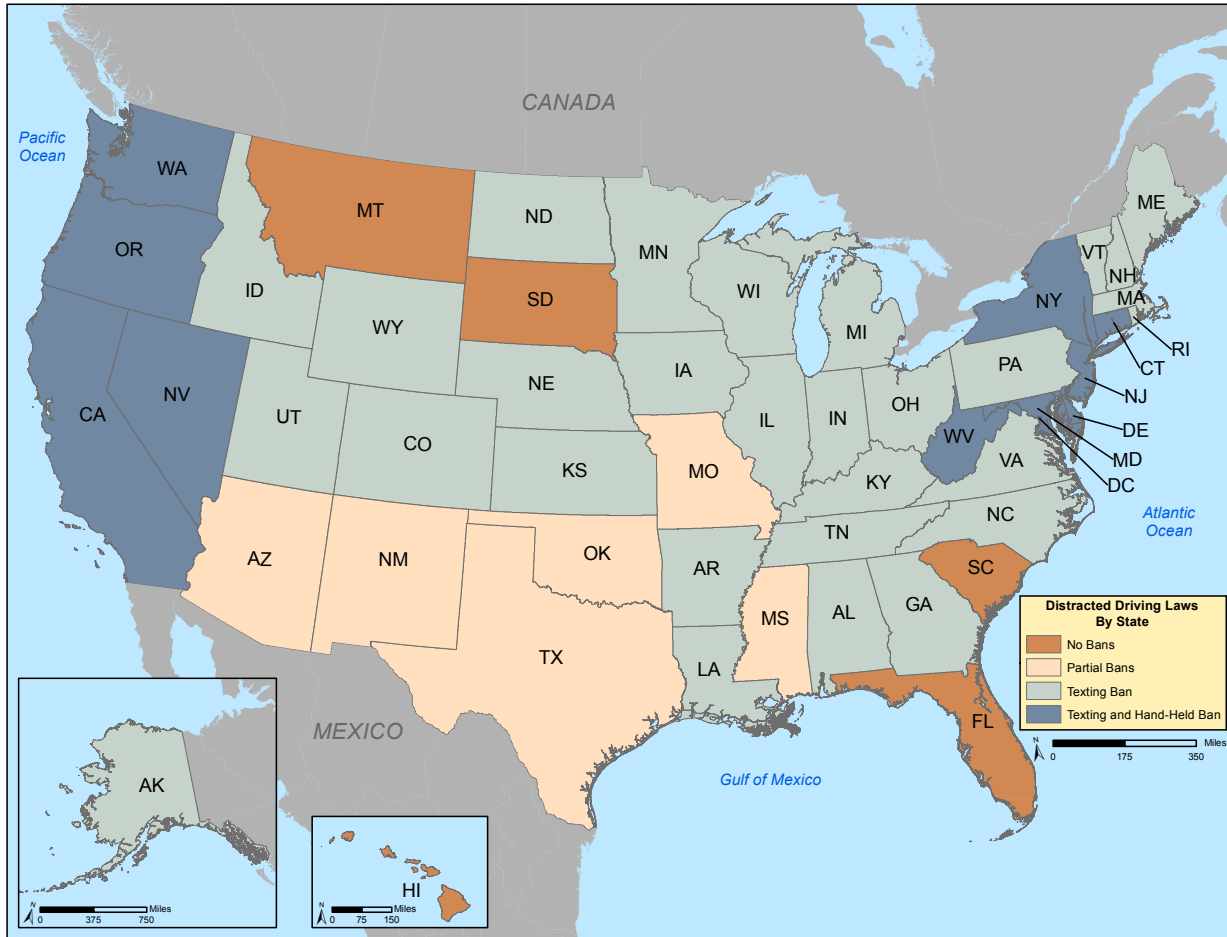 CANADA
Pacific
Ocean
WA
MT
ND
MN
ME
OR
ID
SD
WI
VT
NH
WY
MI
NY
MA
RI
CT
NE
IA
PA
NJ
NV
UT
CA
CO
IL
IN
OH
DE
WV
MD
KS
MO
VA
DC
KY
Atlantic
Ocean
NC
TN
AZ
NM
OK
AR
SC
MS
AL
GA
TX
LA
Distracted Driving Laws
By State
No Bans
Partial Bans
Texting Ban
Texting and Hand-Held Ban
FL
MEXICO
N
Miles
0 175 350
Gulf of Mexico
AK
HI
N
Miles
0 375 750
N
Miles
0 75 150